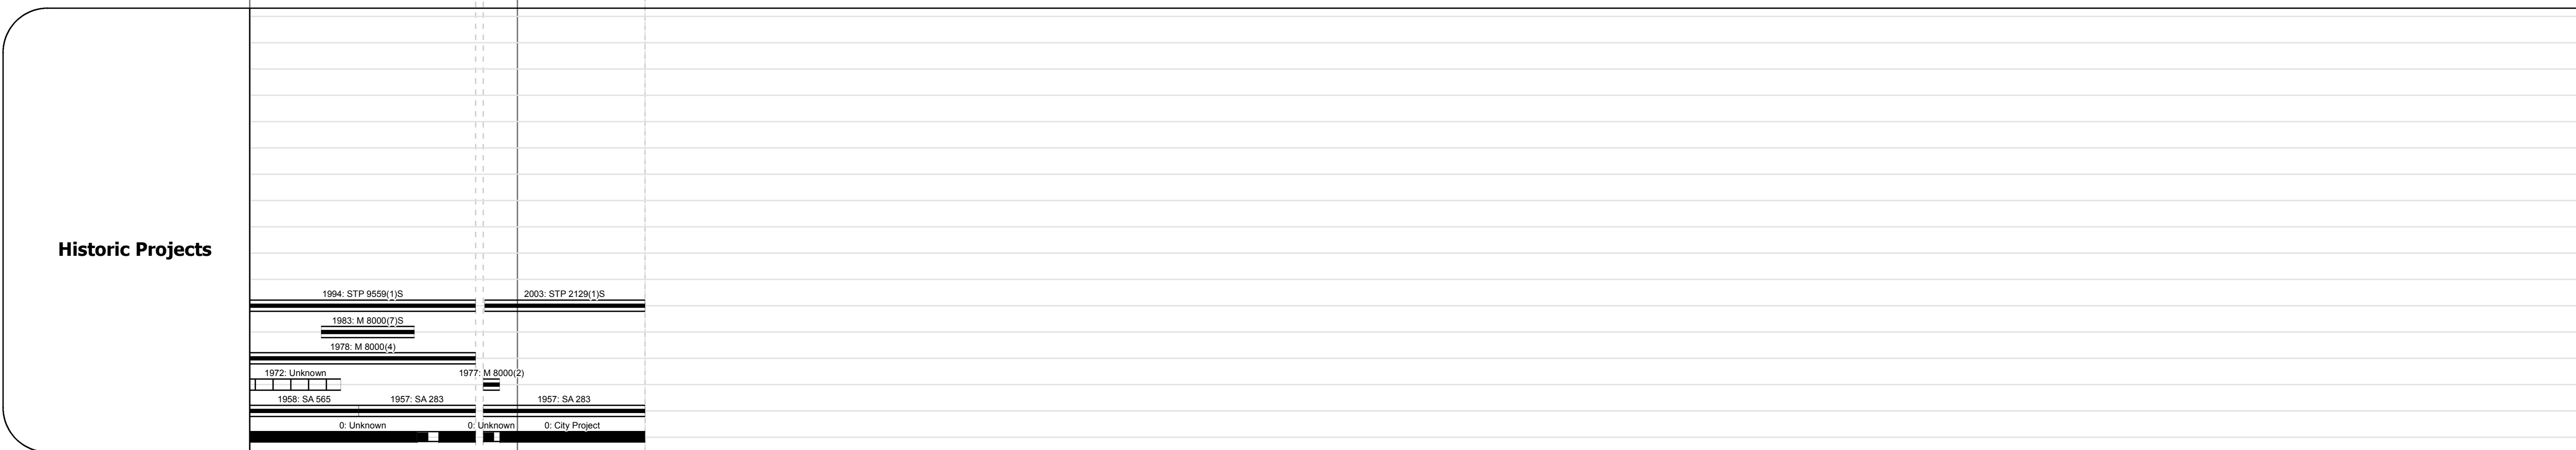 Historic Projects
1994: STP 9559(1)S
2003: STP 2129(1)S
1983: M 8000(7)S
1978: M 8000(4)
1972: Unknown
1977: M 8000(2)
1958: SA 565
1957: SA 283
1957: SA 283
0: Unknown
0: Unknown
0: City Project